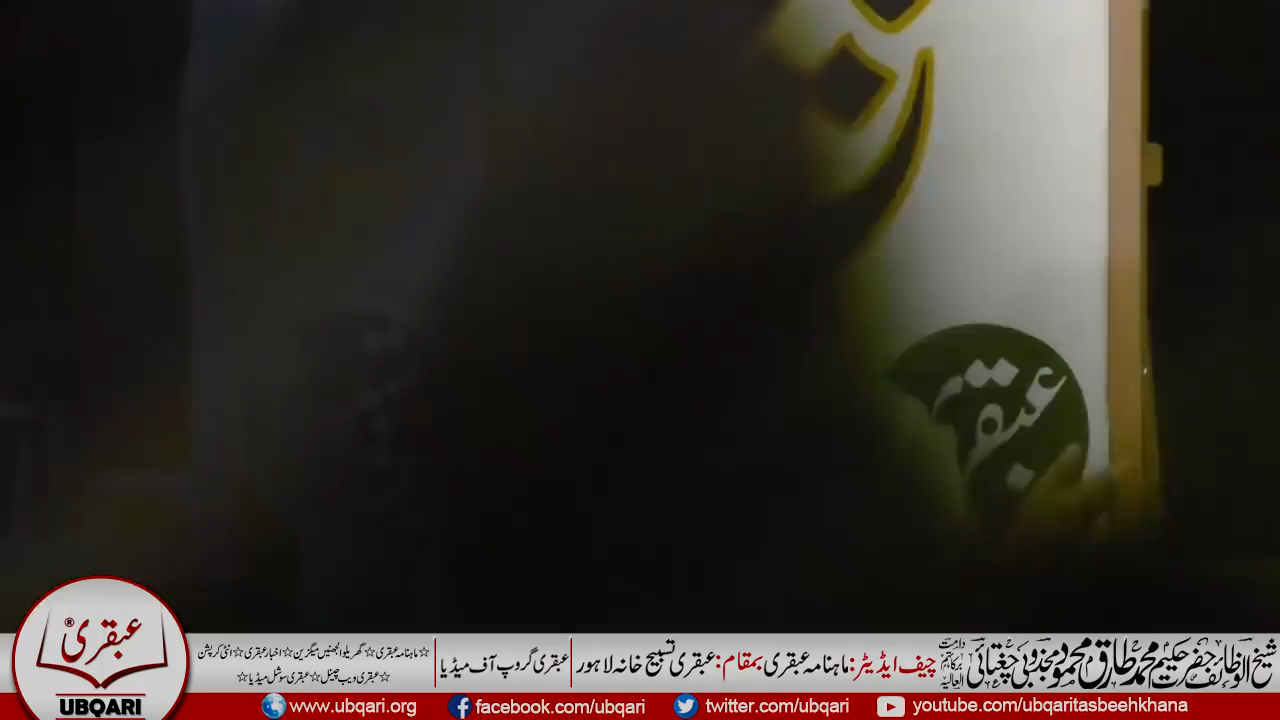 عبقری
عبقری®
UBQARI
شیخ الوظائف حضرت حکیم محمد طارق محمود مجذوبی چغتائی دامت برکاتہم العالیہ
چیف ایڈیٹر: ماہنامہ عبقری بمقام: عبقری تسبیح خانہ لاہور
عبقری گروپ آف میڈیا
☆ماہنامہ عبقری☆گھریلو الجھنیں میگزین☆اخبار عبقری☆انٹی کرپشن
☆عبقری ویب چینل☆عبقری سوشل میڈیا☆
www.ubqari.org facebook.com/ubqari twitter.com/ubqari youtube.com/ubqaritasbeehkhana